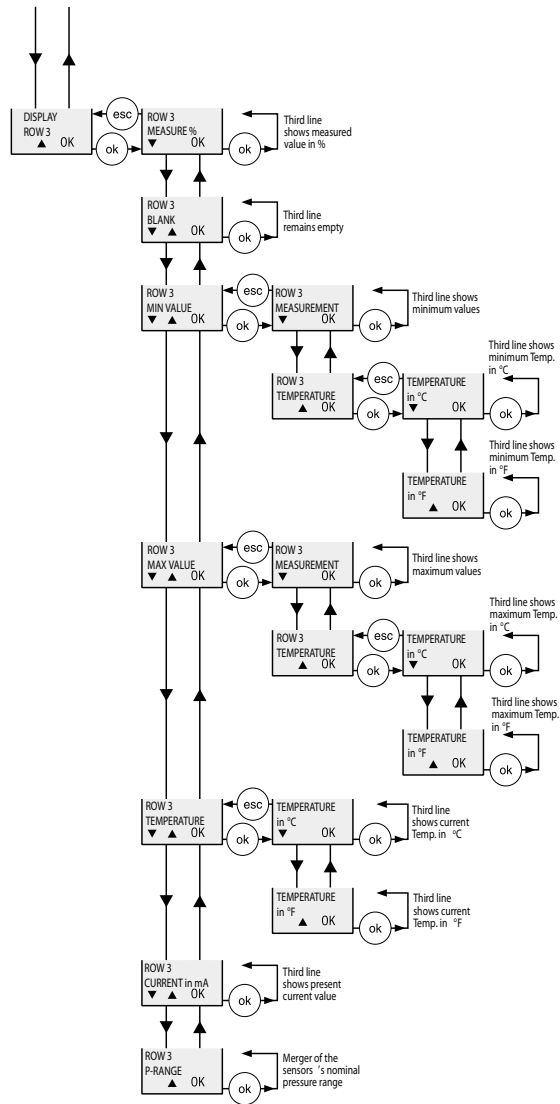 esc
DISPLAY
ROW 3
▲ OK
ok
ROW 3
MEASURE %
▼ OK
ok
Third line
shows measured
value in %
ROW 3
BLANK
▼ ▲ OK
ok
Third line
remains empty
ROW 3
MIN VALUE
▼ ▲ OK
esc
ok
ROW 3
MEASUREMENT
▼ OK
ok
Third line shows
minimum values
ROW 3
TEMPERATURE
▲ OK
esc
ok
TEMPERATURE
in °C
▼ OK
ok
Third line shows
minimum Temp.
in °C
TEMPERATURE
in °F
▲ OK
ok
Third line shows
minimum Temp.
in °F
ROW 3
MAX VALUE
▼ ▲ OK
esc
ok
ROW 3
MEASUREMENT
▼ OK
ok
Third line shows
maximum values
ROW 3
TEMPERATURE
▲ OK
esc
ok
TEMPERATURE
in °C
▼ OK
ok
Third line shows
maximum Temp.
in °C
TEMPERATURE
in °F
▲ OK
ok
Third line shows
maximum Temp.
in °F
ROW 3
TEMPERATURE
▼ ▲ OK
esc
ok
TEMPERATURE
in °C
▼ OK
ok
Third line
shows current
Temp. in °C
TEMPERATURE
in °F
▲ OK
ok
Third line
shows current
Temp. in °F
ROW 3
CURRENT in mA
▼ ▲ OK
ok
Third line
shows present
current value
ROW 3
P-RANGE
▲ OK
ok
Merger of the
sensors ´s nominal
pressure range